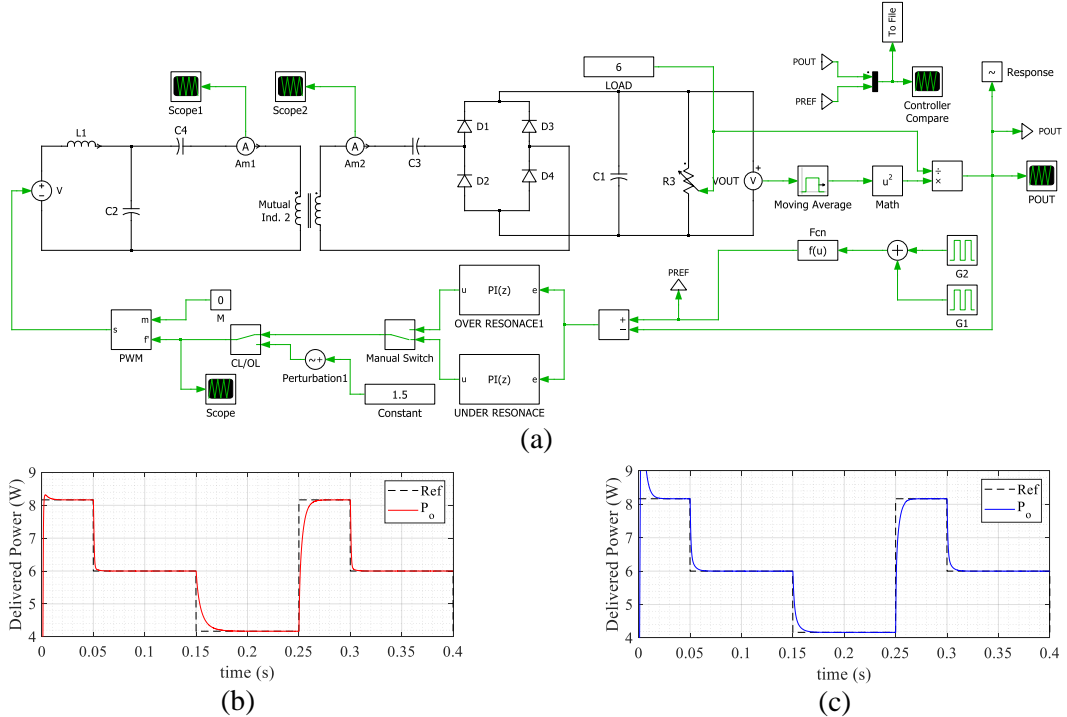 (a)
To File
POUT
PREF
Controller
Compare
~
Response
POUT
6
LOAD
Scope1
Scope2
L1
C4
A
Am1
A
Am2
C3
D1
D3
D2
D4
C1
R3
VOUT
V
Moving Average
u²
Math
÷
×
POUT
V
C2
Mutual
Ind. 2
Fcn
f(u)
G2
G1
PREF
u PI(z) e
OVER RESONACE1
0
M
s
m
f'
PWM
CL/OL
Manual Switch
~+
Perturbation1
u PI(z) e
UNDER RESONACE
1.5
Constant
Scope
+
−
(a)
9
8
7
6
5
4
Delivered Power (W)
Ref
Pₒ
0 0.05 0.1 0.15 0.2 0.25 0.3 0.35 0.4
time (s)
(b)
9
8
7
6
5
4
Delivered Power (W)
Ref
Pₒ
0 0.05 0.1 0.15 0.2 0.25 0.3 0.35 0.4
time (s)
(c)